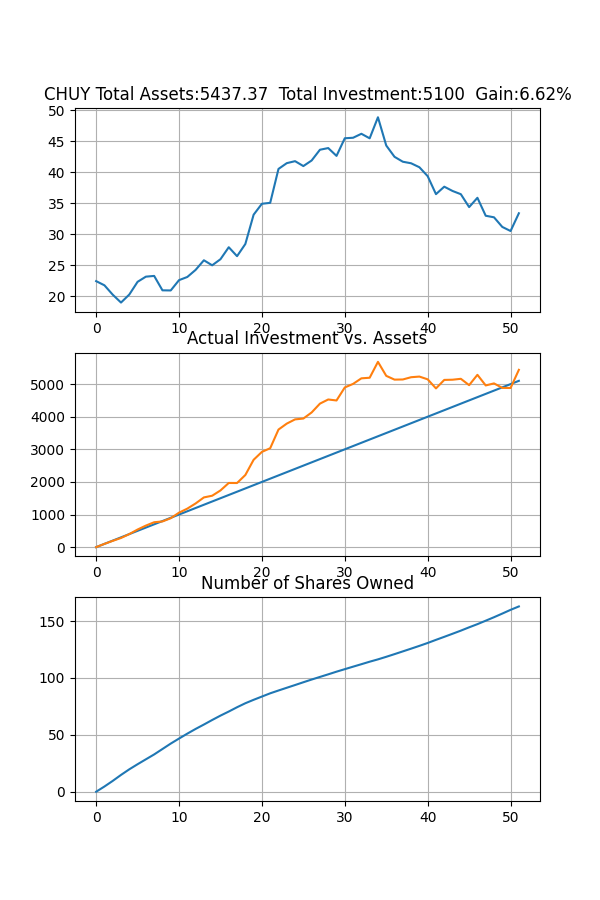 CHUY Total Assets:5437.37  Total Investment:5100  Gain:6.62%
50
45
40
35
30
25
20
0 10 20 30 40 50
Actual Investment vs. Assets
5000
4000
3000
2000
1000
0
0 10 20 30 40 50
Number of Shares Owned
150
100
50
0
0 10 20 30 40 50